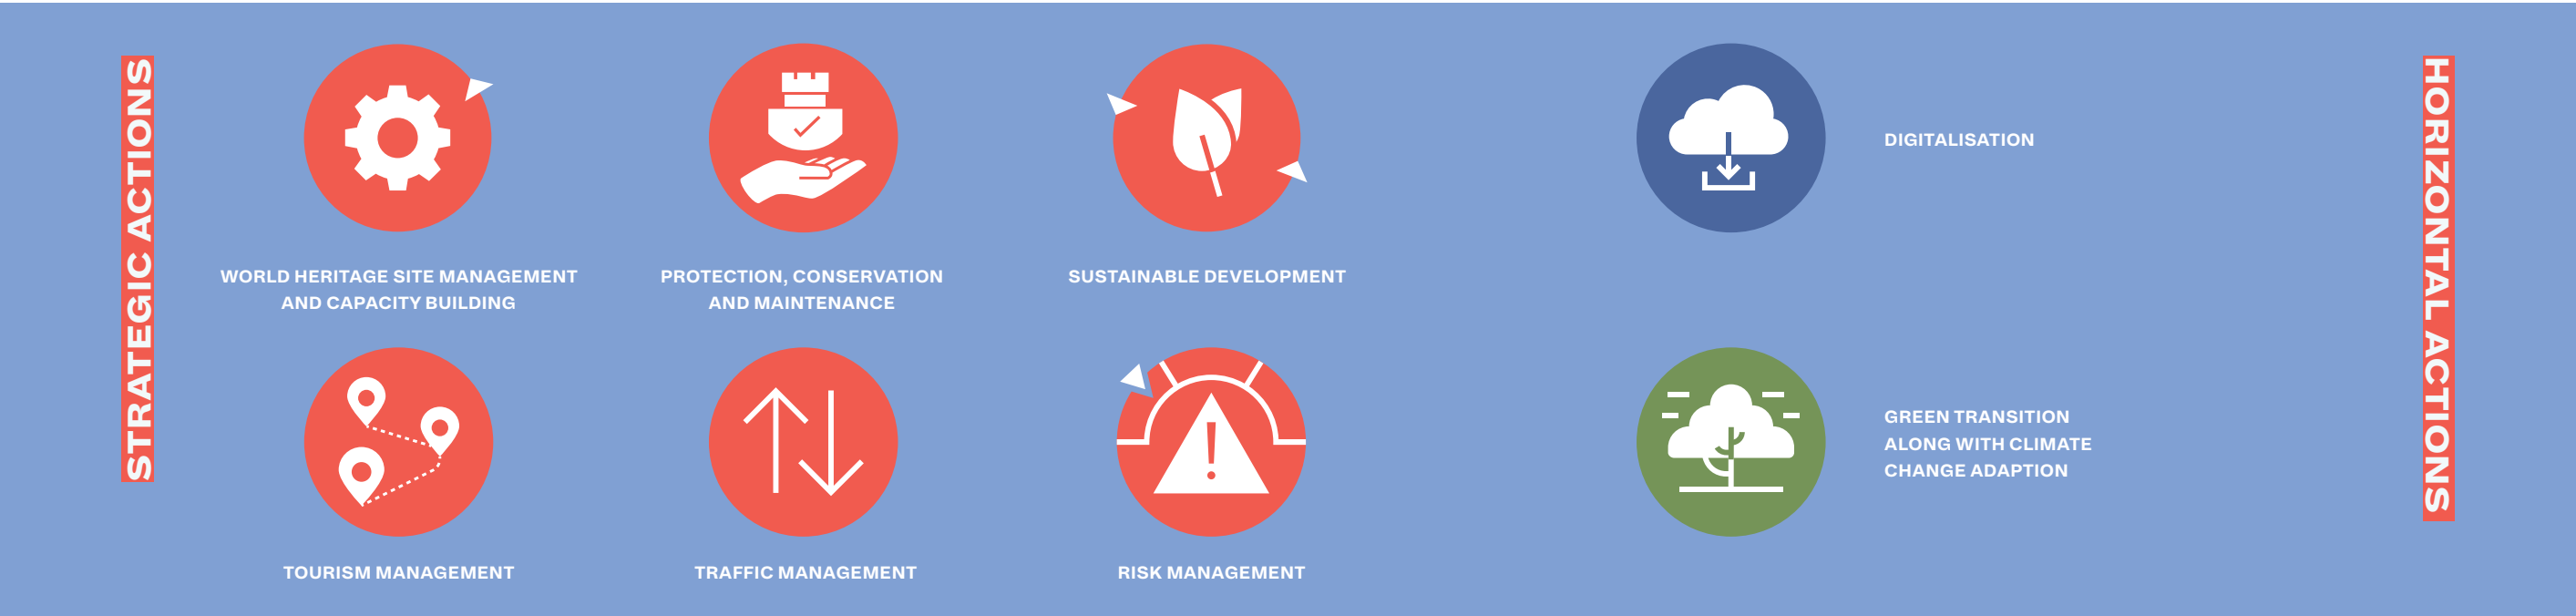 STRATEGIC ACTIONS
WORLD HERITAGE SITE MANAGEMENT
AND CAPACITY BUILDING
PROTECTION, CONSERVATION
AND MAINTENANCE
SUSTAINABLE DEVELOPMENT
TOURISM MANAGEMENT
TRAFFIC MANAGEMENT
RISK MANAGEMENT
DIGITALISATION
GREEN TRANSITION
ALONG WITH CLIMATE
CHANGE ADAPTION
HORIZONTAL ACTIONS